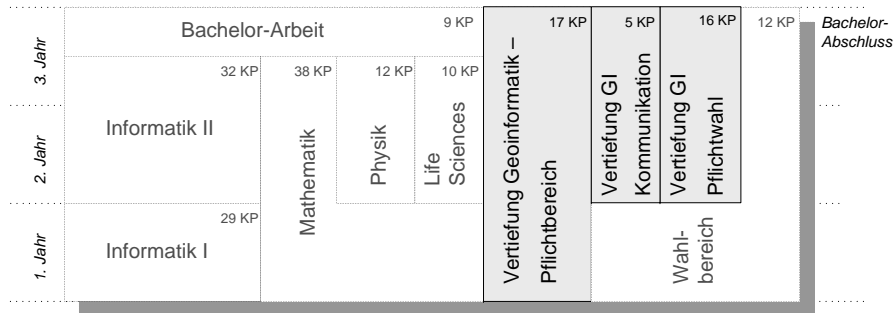 3. Jahr
2. Jahr
1. Jahr
Bachelor-Arbeit
9 KP
32 KP
Informatik II
29 KP
Informatik I
38 KP
Mathematik
12 KP
Physik
10 KP
Life
Sciences
17 KP
Vertiefung Geoinformatik –
Pflichtbereich
5 KP
Vertiefung GI
Kommunikation
16 KP
Vertiefung GI
Pflichtwahl
12 KP
Wahl-
bereich
Bachelor-
Abschluss